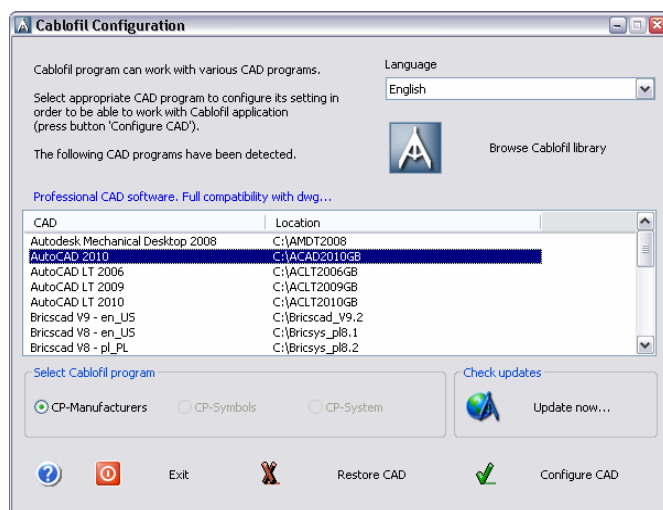 Cablofil Configuration
Cablofil program can work with various CAD programs.
Language
English
Select appropriate CAD program to configure its setting in
order to be able to work with Cablofil application
(press button 'Configure CAD').
Browse Cablofil library
The following CAD programs have been detected.
Professional CAD software. Full compatibility with dwg...
CAD Location
Autodesk Mechanical Desktop 2008 C:\AMDT2008
AutoCAD 2010 C:\ACAD2010GB
AutoCAD LT 2006 C:\ACLT2006GB
AutoCAD LT 2009 C:\ACLT2009GB
AutoCAD LT 2010 C:\ACLT2010GB
Bricscad V9 - en_US C:\Bricscad_V9.2
Bricscad V8 - en_US C:\Bricsys_pl8.1
Bricscad V8 - pl_PL C:\Bricsys_pl8.2
Select Cablofil program
Check updates
CP-Manufacturers CP-Symbols CP-System
Update now...
Exit Restore CAD Configure CAD